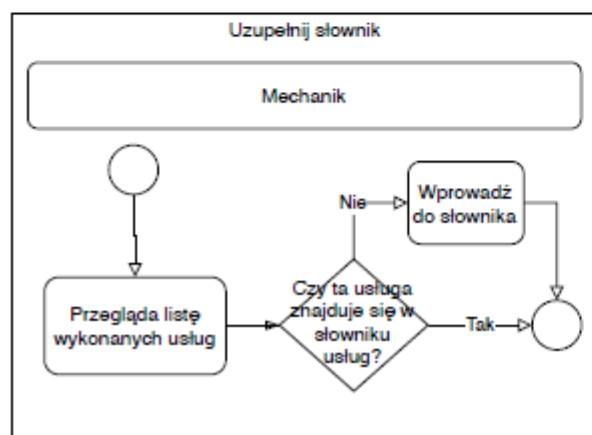 Uzupełnij słownik
Mechanik
Nie
Wprowadź
do słownika
Przegląda listę
wykonanych usług
Czy ta usługa
znajduje się w
słowniku
usług?
Tak